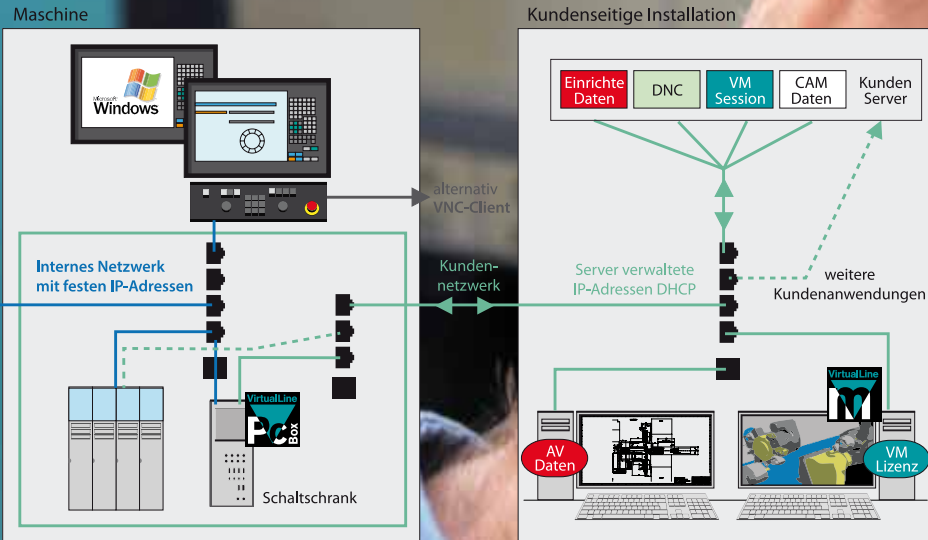 Maschine
Microsoft
Windows
alternativ
VNC-Client
Internes Netzwerk
mit festen IP-Adressen
VirtualLine
Pc
Box
Schaltschrank
Kunden-
netzwerk
Kundenseitige Installation
Einrichte
Daten
DNC
VM
Session
CAM
Daten
Kunden
Server
Server verwaltete
IP-Adressen DHCP
weitere
Kundenanwendungen
VirtualLine
m
AV
Daten
VM
Lizenz